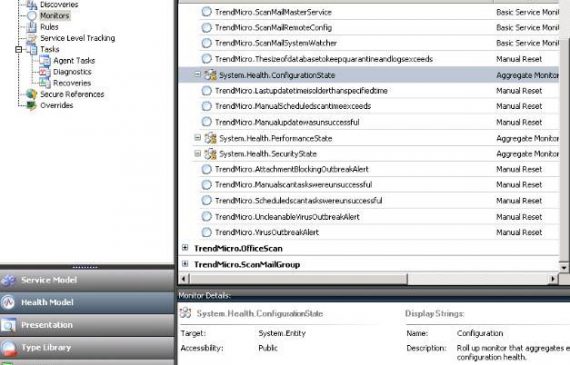 Discoveries
Monitors
Rules
Service Level Tracking
Tasks
Agent Tasks
Diagnostics
Recoveries
Secure References
Overrides
Service Model
Health Model
Presentation
Type Library
TrendMicro.ScanMailMasterService Basic Service Monit
TrendMicro.ScanMailRemoteConfig Basic Service Monit
TrendMicro.ScanMailSystemWatcher Basic Service Monit
TrendMicro.Thesizeofdatabasetokeepquarantineandlogsexceeds Manual Reset
System.Health.ConfigurationState Aggregate Monitor
TrendMicro.Lastupdatetimeisolderthanspecifiedtime Manual Reset
TrendMicro.ManualScheduledscantimeexceeds Manual Reset
TrendMicro.Manualupdatewasunsuccessful Manual Reset
System.Health.PerformanceState Aggregate Monitor
System.Health.SecurityState Aggregate Monitor
TrendMicro.AttachmentBlockingOutbreakAlert Manual Reset
TrendMicro.Manualscantaskswereunsuccessful Manual Reset
TrendMicro.Scheduledscantaskswereunsuccessful Manual Reset
TrendMicro.UncleanableVirusOutbreakAlert Manual Reset
TrendMicro.VirusOutbreakAlert Manual Reset
TrendMicro.OfficeScan
TrendMicro.ScanMailGroup
Monitor Details:
System.Health.ConfigurationState Display Strings:
Target: System.Entity Name: Configuration
Accessibility: Public Description: Roll up monitor that aggregates e
configuration health.